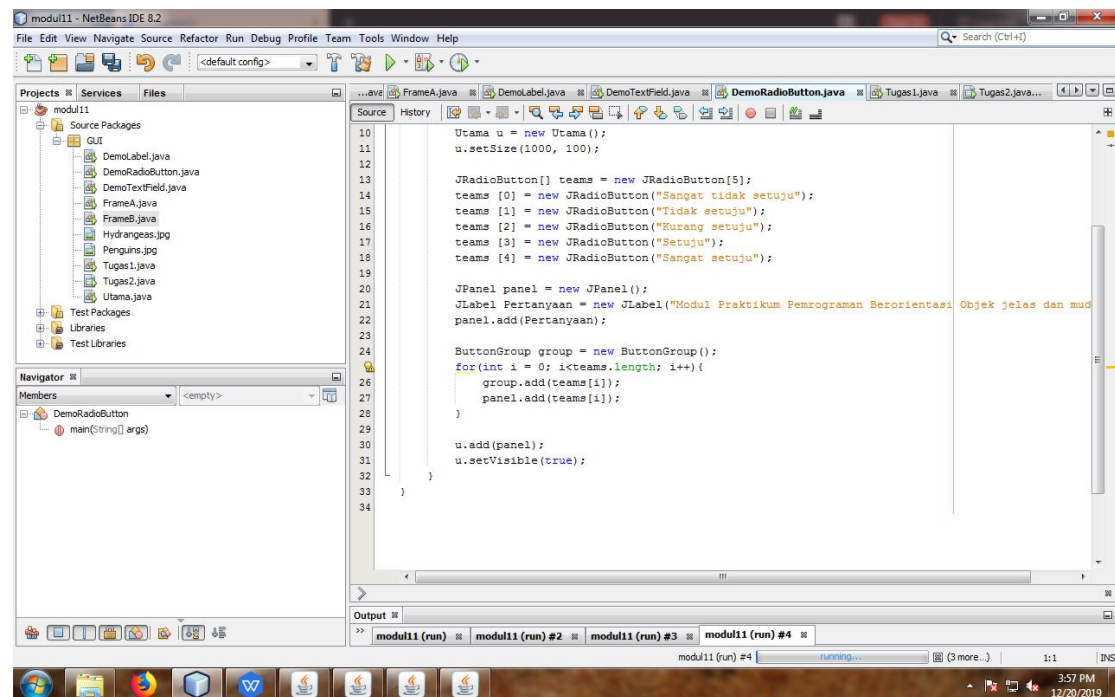 modul11 - NetBeans IDE 8.2
File Edit View Navigate Source Refactor Run Debug Profile Team Tools Window Help
Search (Ctrl+I)
<default config>
Projects Services Files
modul11
Source Packages
GUI
DemoLabel.java
DemoRadioButton.java
DemoTextField.java
FrameA.java
FrameB.java
Hydrangeas.jpg
Penguins.jpg
Tugas1.java
Tugas2.java
Utama.java
Test Packages
Libraries
Test Libraries
Navigator
Members <empty>
DemoRadioButton
main(String[] args)
...ava FrameA.java DemoLabel.java DemoTextField.java DemoRadioButton.java Tugas1.java Tugas2.java...
Source History
10 Utama u = new Utama();
11 u.setSize(1000, 100);
12
13 JRadioButton[] teams = new JRadioButton[5];
14 teams [0] = new JRadioButton("Sangat tidak setuju");
15 teams [1] = new JRadioButton("Tidak setuju");
16 teams [2] = new JRadioButton("Kurang setuju");
17 teams [3] = new JRadioButton("Setuju");
18 teams [4] = new JRadioButton("Sangat setuju");
19
20 JPanel panel = new JPanel();
21 JLabel Pertanyaan = new JLabel("Modul Praktikum Pemrograman Berorientasi Objek jelas dan mud
22 panel.add(Pertanyaan);
23
24 ButtonGroup group = new ButtonGroup();
for(int i = 0; i<teams.length; i++){
26 group.add(teams[i]);
27 panel.add(teams[i]);
28 }
29
30 u.add(panel);
31 u.setVisible(true);
32 }
33 }
34
Output
modul11 (run) modul11 (run) #2 modul11 (run) #3 modul11 (run) #4
modul11 (run) #4 running... (3 more...) 1:1 INS
3:57 PM
12/20/2019